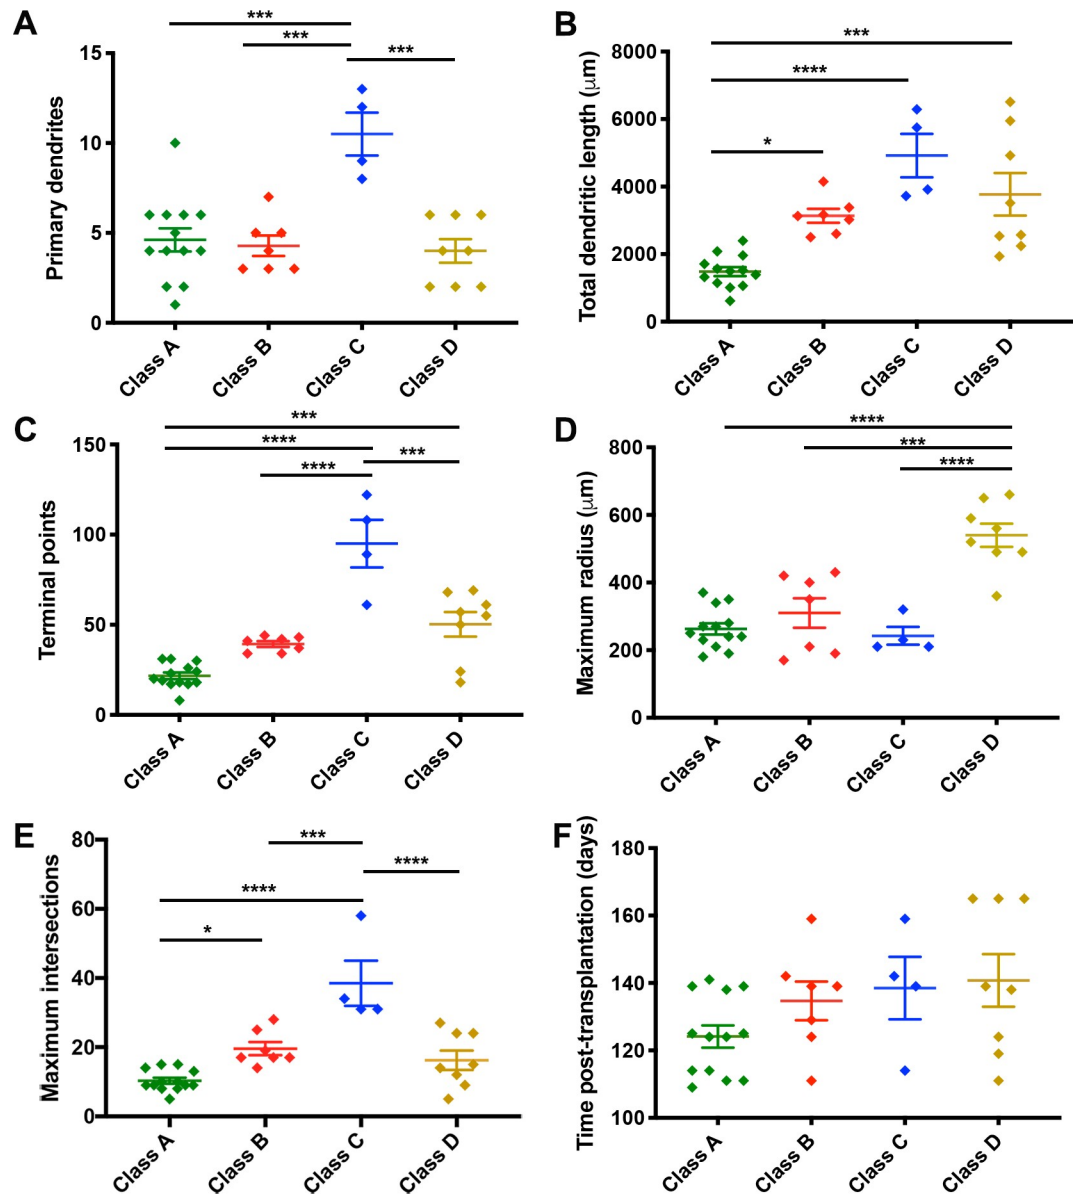 A
Primary dendrites
***
***
***
15
10
5
0
Class A
Class B
Class C
Class D
B
Total dendritic length (μm)
***
****
*
8000
6000
4000
2000
0
Class A
Class B
Class C
Class D
C
Terminal points
***
****
***
****
150
100
50
0
Class A
Class B
Class C
Class D
D
Maximum radius (μm)
****
***
****
800
600
400
200
0
Class A
Class B
Class C
Class D
E
Maximum intersections
***
****
****
*
80
60
40
20
0
Class A
Class B
Class C
Class D
F
Time post-transplantation (days)
180
160
140
120
100
Class A
Class B
Class C
Class D